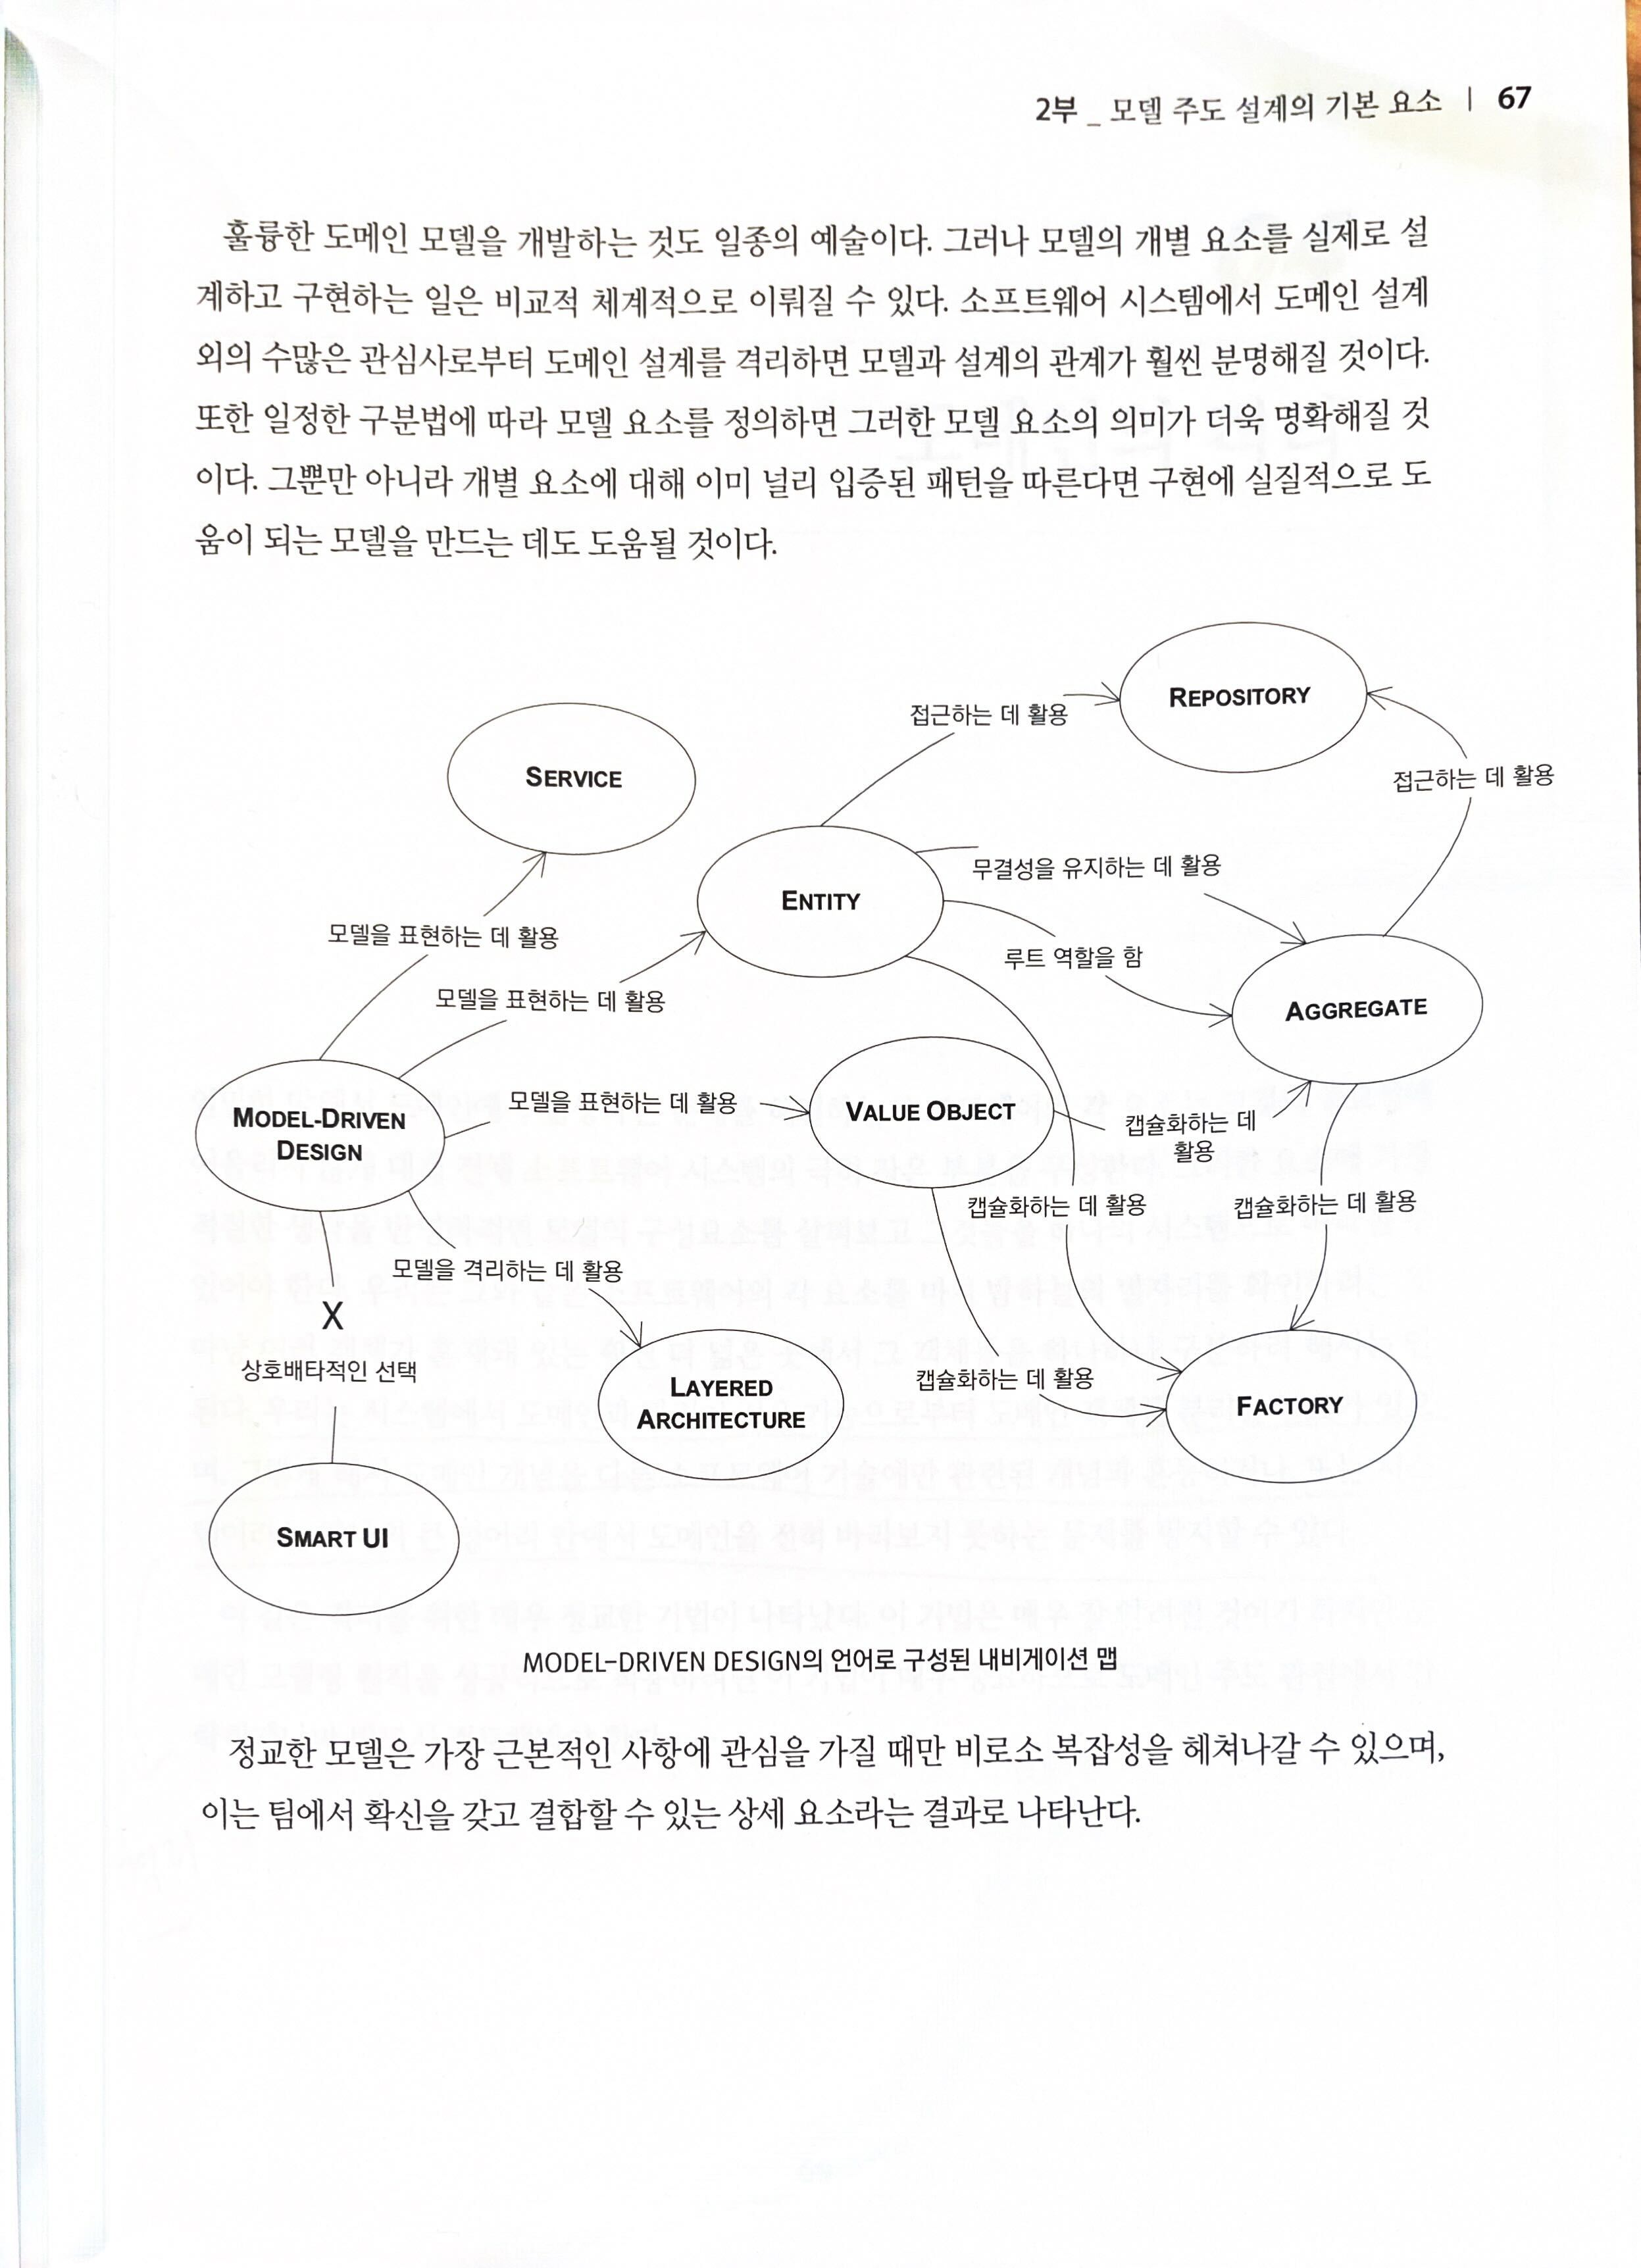 2부 _ 모델 주도 설계의 기본 요소 | 67
훌륭한 도메인 모델을 개발하는 것도 일종의 예술이다. 그러나 모델의 개별 요소를 실제로 설
계하고 구현하는 일은 비교적 체계적으로 이뤄질 수 있다. 소프트웨어 시스템에서 도메인 설계
외의 수많은 관심사로부터 도메인 설계를 격리하면 모델과 설계의 관계가 훨씬 분명해질 것이다.
또한 일정한 구분법에 따라 모델 요소를 정의하면 그러한 모델 요소의 의미가 더욱 명확해질 것
이다. 그뿐만 아니라 개별 요소에 대해 이미 널리 입증된 패턴을 따른다면 구현에 실질적으로 도
움이 되는 모델을 만드는 데도 도움될 것이다.
REPOSITORY
접근하는 데 활용
SERVICE
접근하는 데 활용
무결성을 유지하는 데 활용
ENTITY
모델을 표현하는 데 활용
루트 역할을 함
모델을 표현하는 데 활용
AGGREGATE
모델을 표현하는 데 활용
VALUE OBJECT
MODEL-DRIVEN
DESIGN
캡슐화하는 데
활용
캡슐화하는 데 활용
캡슐화하는 데 활용
모델을 격리하는 데 활용
X
상호배타적인 선택
캡슐화하는 데 활용
LAYERED
ARCHITECTURE
FACTORY
SMART UI
MODEL-DRIVEN DESIGN의 언어로 구성된 내비게이션 맵
정교한 모델은 가장 근본적인 사항에 관심을 가질 때만 비로소 복잡성을 헤쳐나갈 수 있으며,
이는 팀에서 확신을 갖고 결합할 수 있는 상세 요소라는 결과로 나타난다.